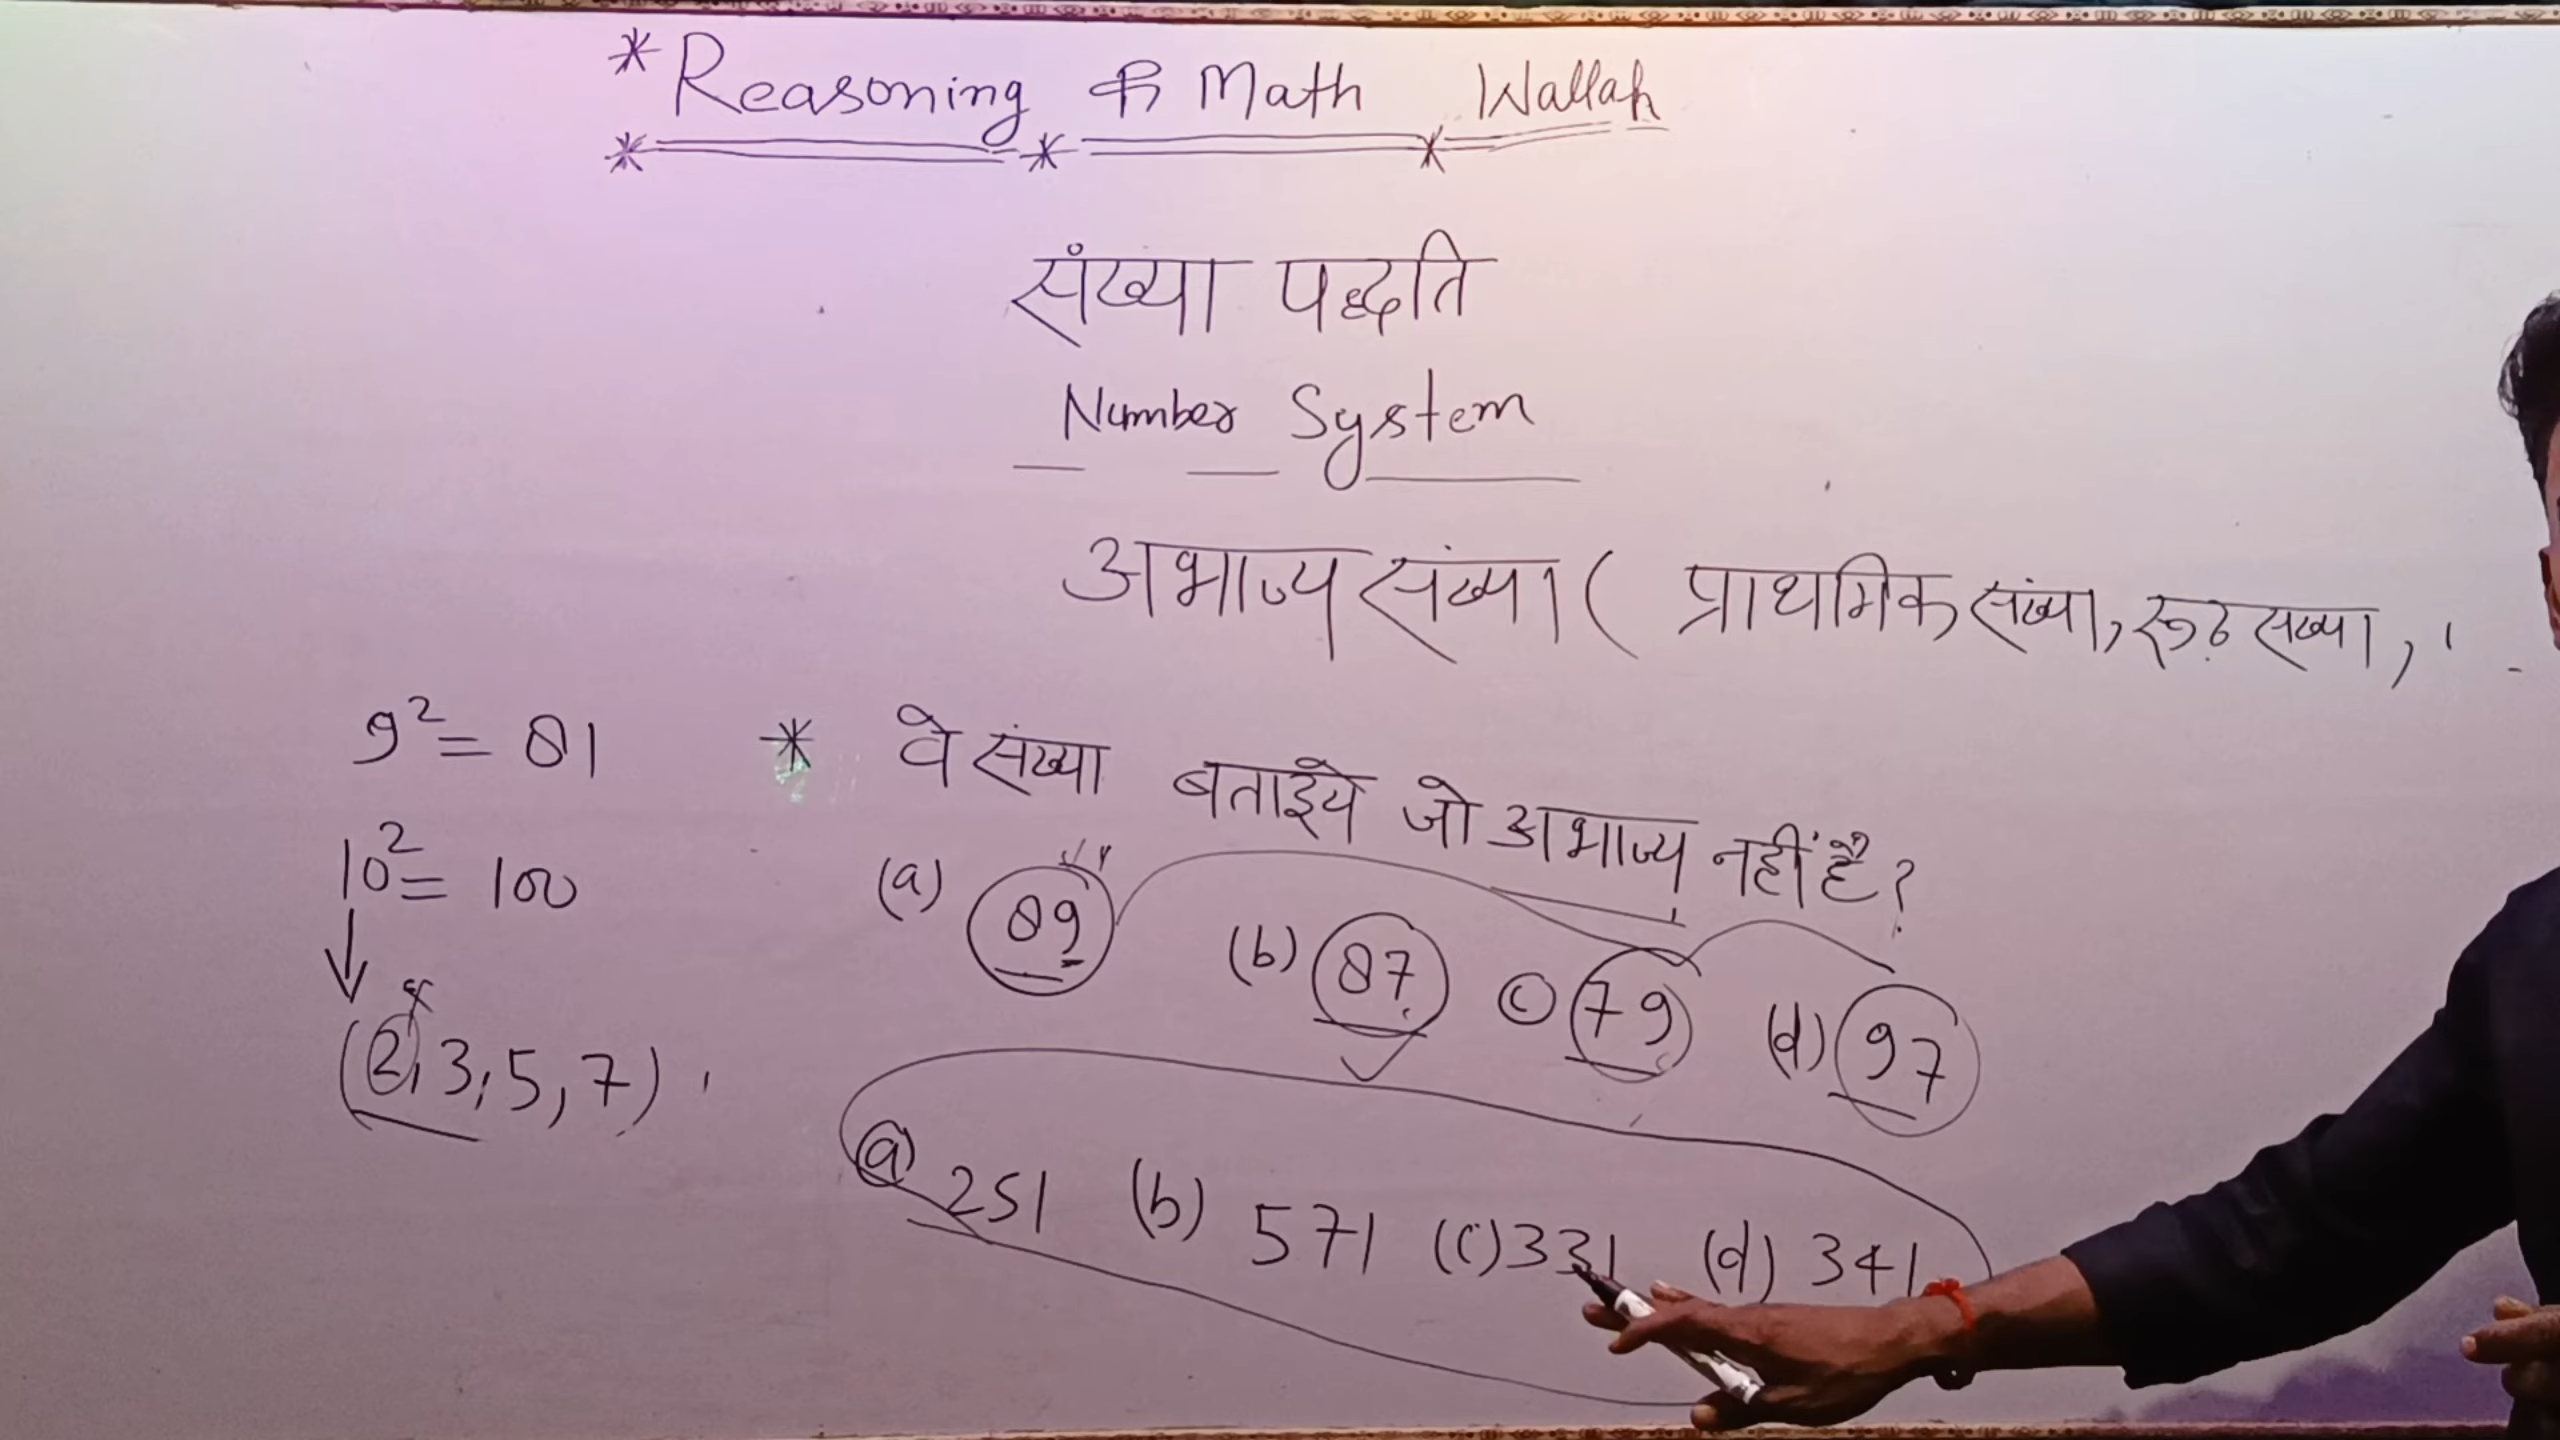 *Reasoning & Math Wallah
संख्या पद्धति
Number System
अभाज्य संख्या ( प्राथमिक संख्या, रूढ़ संख्या,
9² = 81
10² = 100
(2, 3, 5, 7)
* वे संख्या बताइये जो अभाज्य नहीं है?
(a) 89 (b) 87 (c) 79 (d) 97
(a) 251 (b) 571 (c) 331 (d) 341